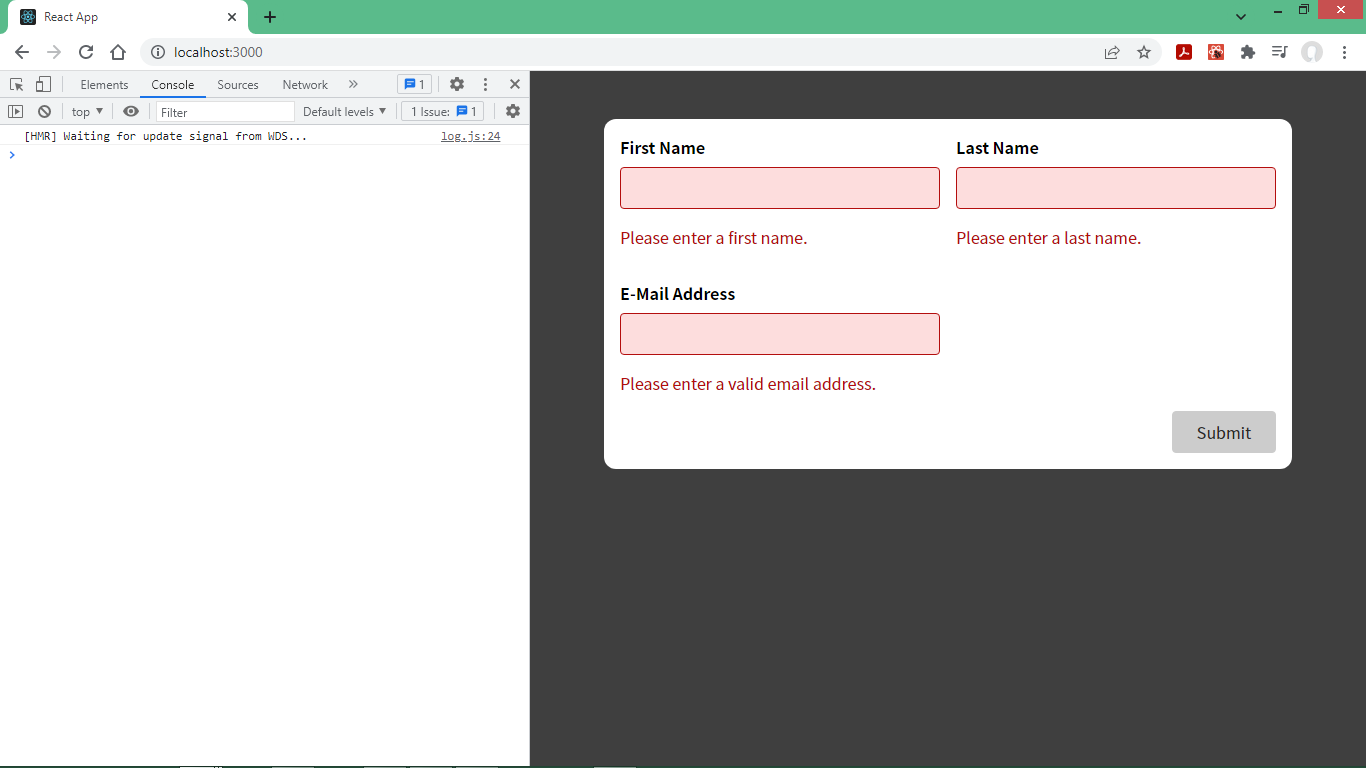 React App
localhost:3000
Elements Console Sources Network 1
top Filter Default levels 1 Issue: 1
[HMR] Waiting for update signal from WDS... log.js:24
First Name Last Name
Please enter a first name. Please enter a last name.
E-Mail Address
Please enter a valid email address.
Submit